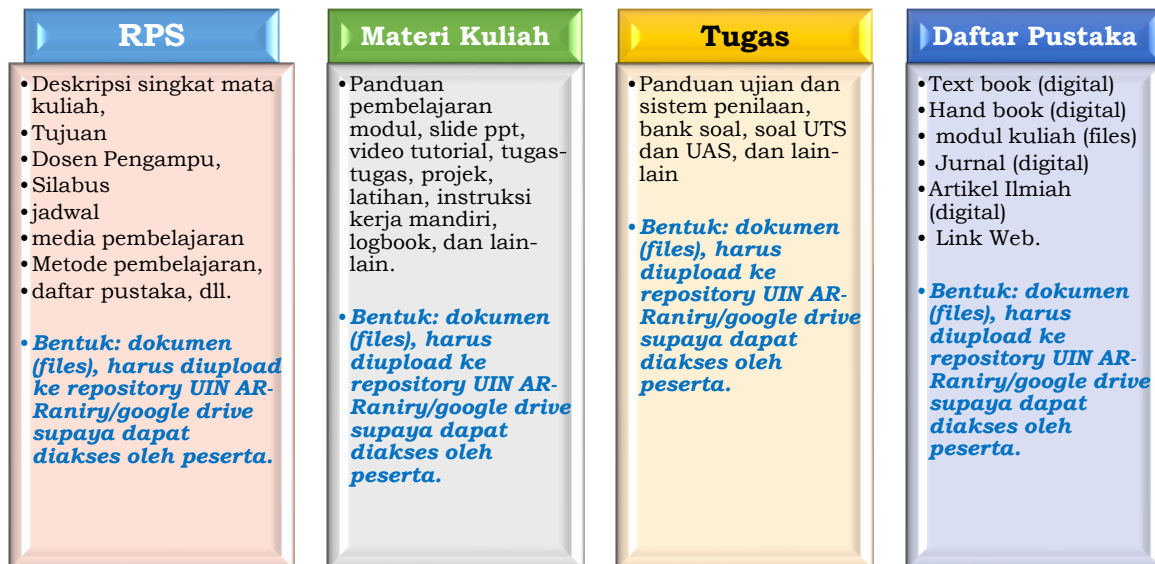 RPS
•Deskripsi singkat mata
kuliah,
•Tujuan
•Dosen Pengampu,
•Silabus
•jadwal
•media pembelajaran
•Metode pembelajaran,
•daftar pustaka, dll.
•Bentuk: dokumen
(files), harus diupload
ke repository UIN AR-
Raniry/google drive
supaya dapat
diakses oleh peserta.
Materi Kuliah
•Panduan
pembelajaran
modul, slide ppt,
video tutorial, tugas-
tugas, projek,
latihan, instruksi
kerja mandiri,
logbook, dan lain-
lain.
•Bentuk: dokumen
(files), harus
diupload ke
repository UIN AR-
Raniry/google drive
supaya dapat
diakses oleh
peserta.
Tugas
•Panduan ujian dan
sistem penilaan,
bank soal, soal UTS
dan UAS, dan lain-
lain
•Bentuk: dokumen
(files), harus
diupload ke
repository UIN AR-
Raniry/google drive
supaya dapat
diakses oleh
peserta.
Daftar Pustaka
•Text book (digital)
•Hand book (digital)
• modul kuliah (files)
• Jurnal (digital)
•Artikel Ilmiah
(digital)
• Link Web.
•Bentuk: dokumen
(files), harus
diupload ke
repository UIN AR-
Raniry/google drive
supaya dapat
diakses oleh
peserta.